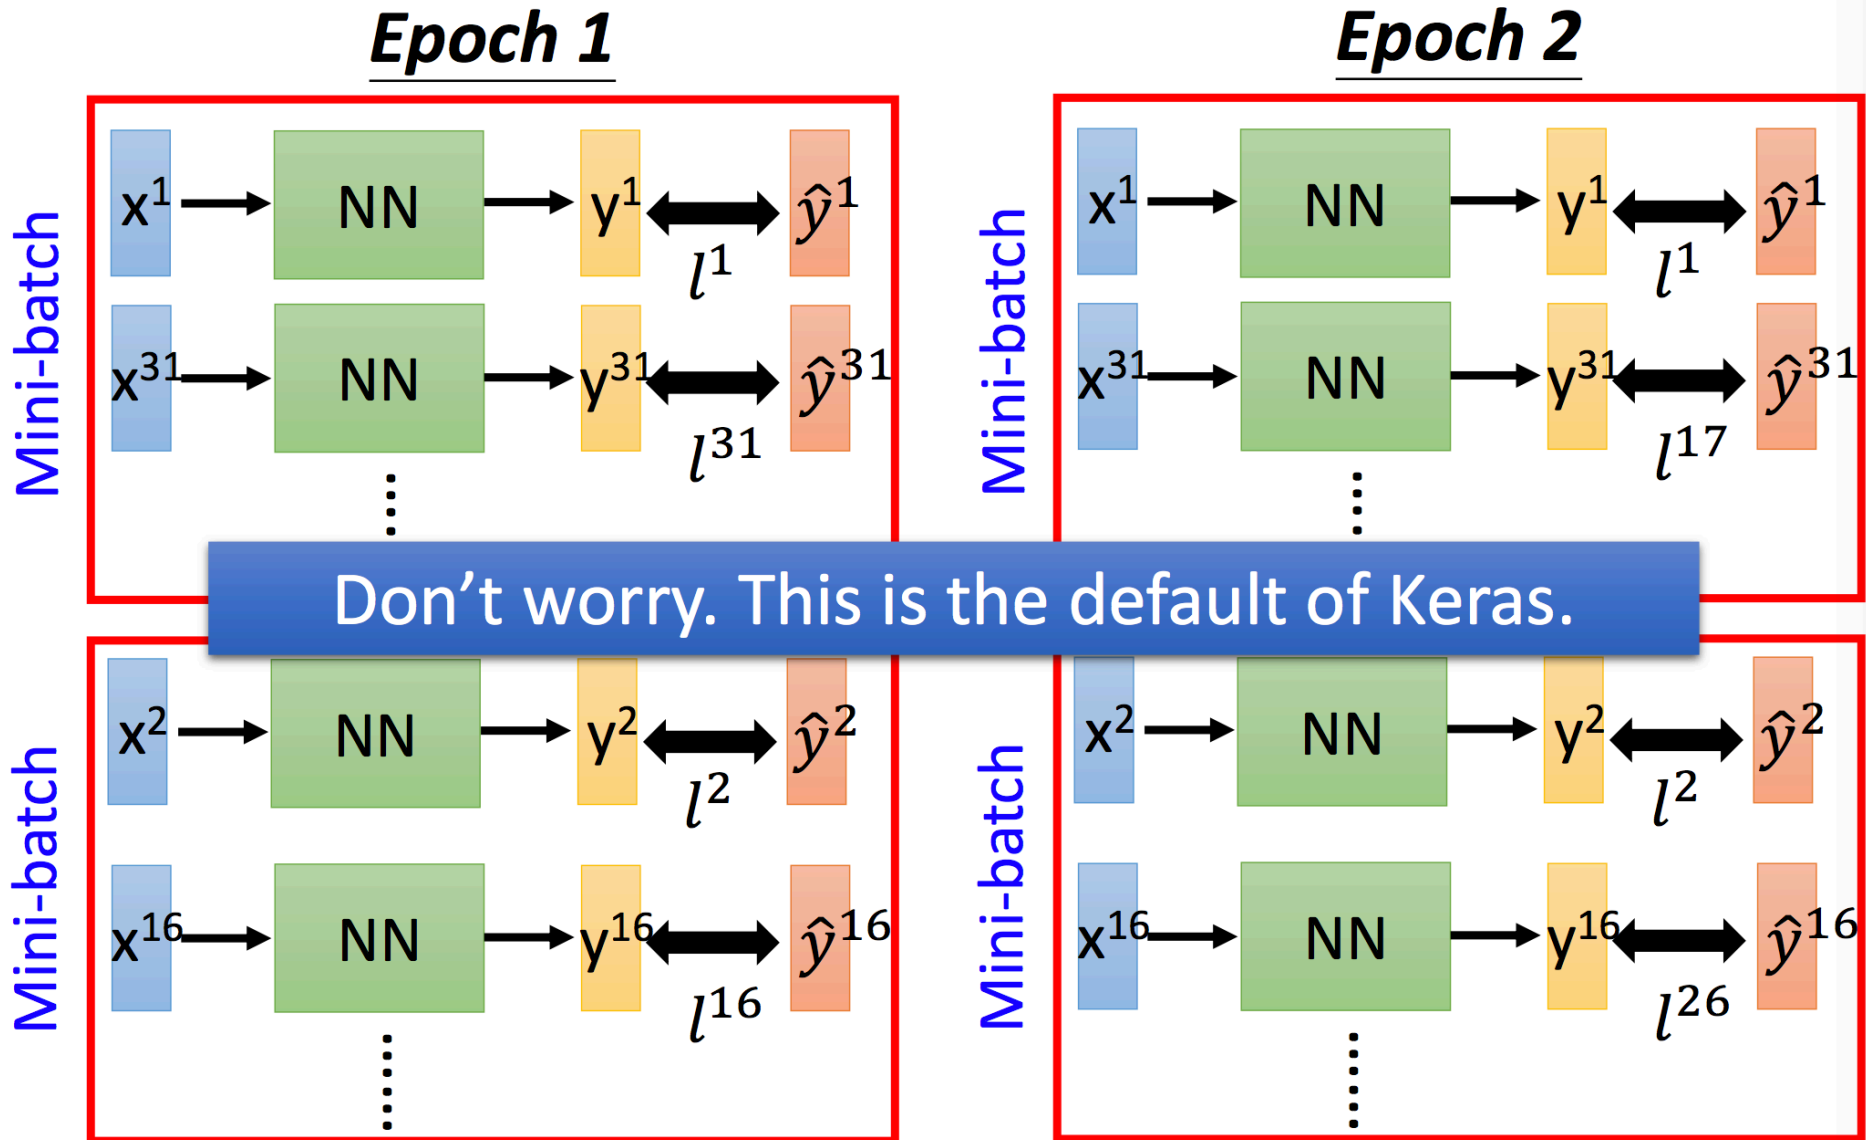 Epoch 1
Mini-batch
x¹ NN y¹ ŷ¹
l¹
x³¹ NN y³¹ ŷ³¹
l³¹
Mini-batch
x² NN y² ŷ²
l²
x¹⁶ NN y¹⁶ ŷ¹⁶
l¹⁶
Epoch 2
Mini-batch
x¹ NN y¹ ŷ¹
l¹
x³¹ NN y³¹ ŷ³¹
l¹⁷
Mini-batch
x² NN y² ŷ²
l²
x¹⁶ NN y¹⁶ ŷ¹⁶
l²⁶
Don’t worry. This is the default of Keras.